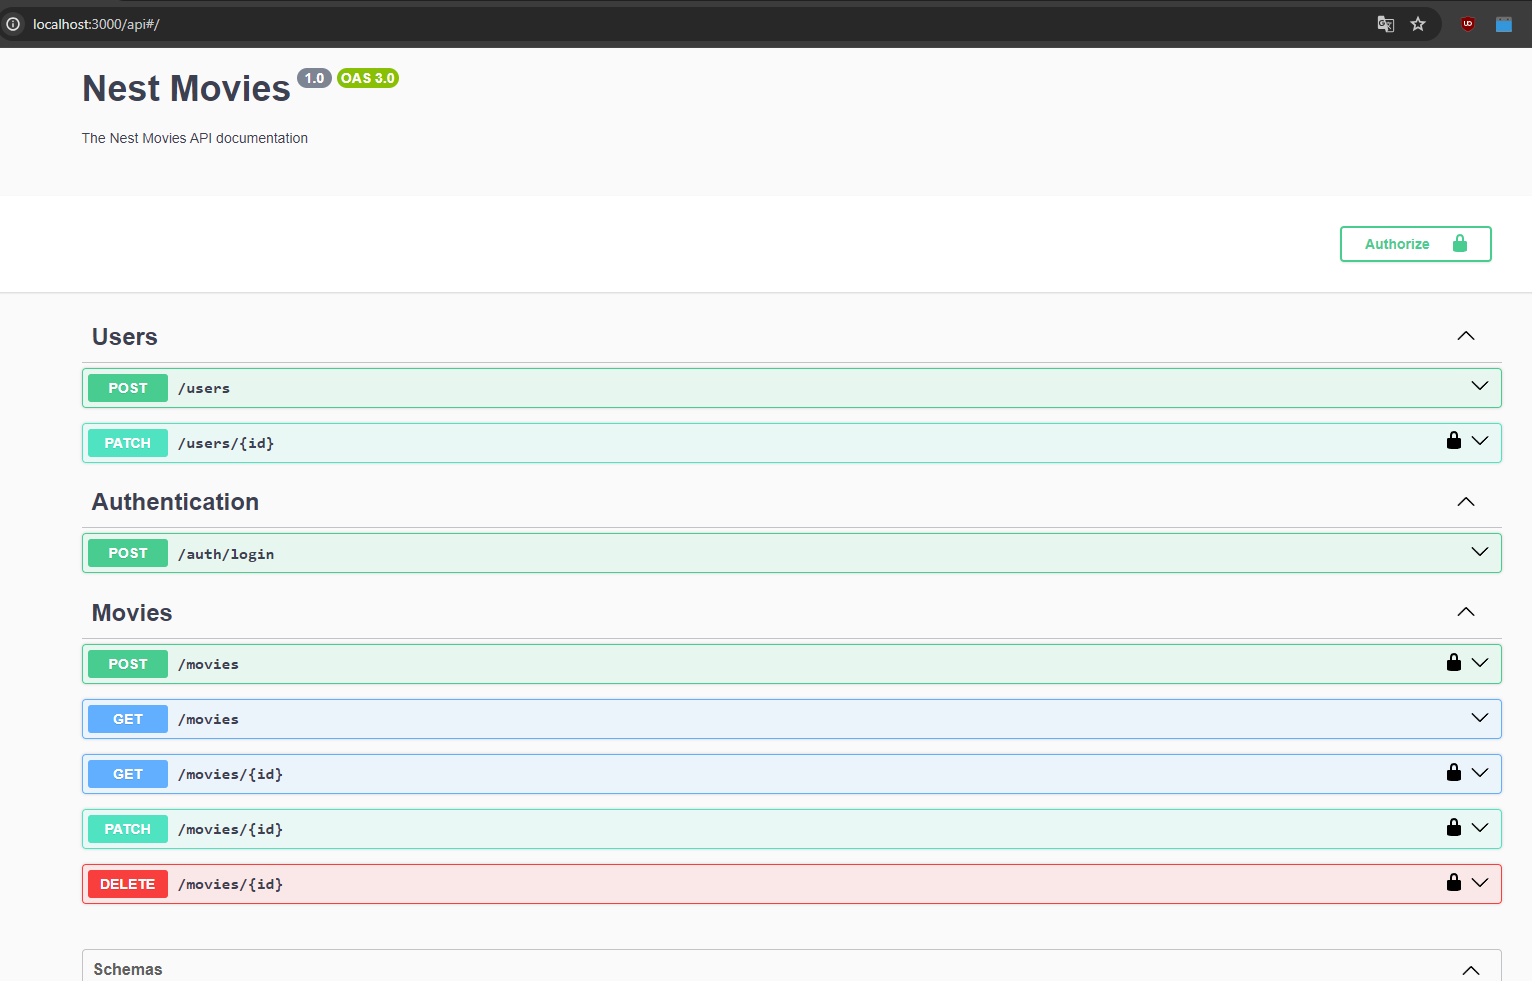 localhost:3000/api#/
Nest Movies 1.0 OAS 3.0
The Nest Movies API documentation
Authorize
Users
POST /users
PATCH /users/{id}
Authentication
POST /auth/login
Movies
POST /movies
GET /movies
GET /movies/{id}
PATCH /movies/{id}
DELETE /movies/{id}
Schemas